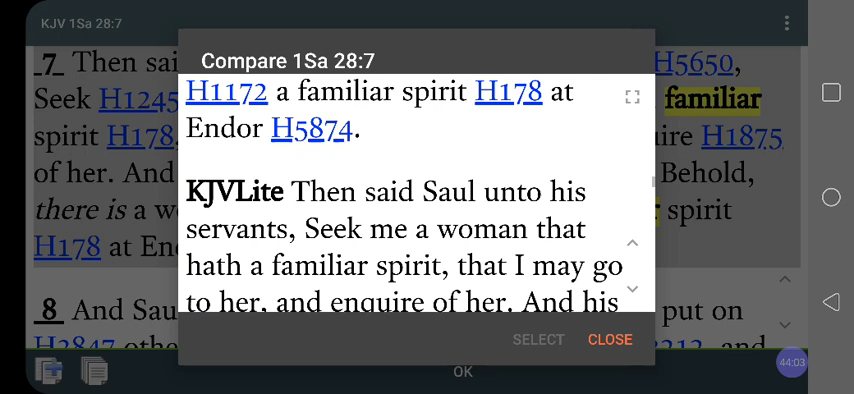 KJV 1Sa 28:7
7 Then sai
H5650,
Seek H1245
familiar
spirit H178,
ire H1875
of her. And
Behold,
there is a w
spirit
H178 at En
8 And Sau
put on
Compare 1Sa 28:7
H1172 a familiar spirit H178 at
Endor H5874.
KJVLite Then said Saul unto his
servants, Seek me a woman that
hath a familiar spirit, that I may go
to her, and enquire of her. And his
SELECT CLOSE
OK
44:03